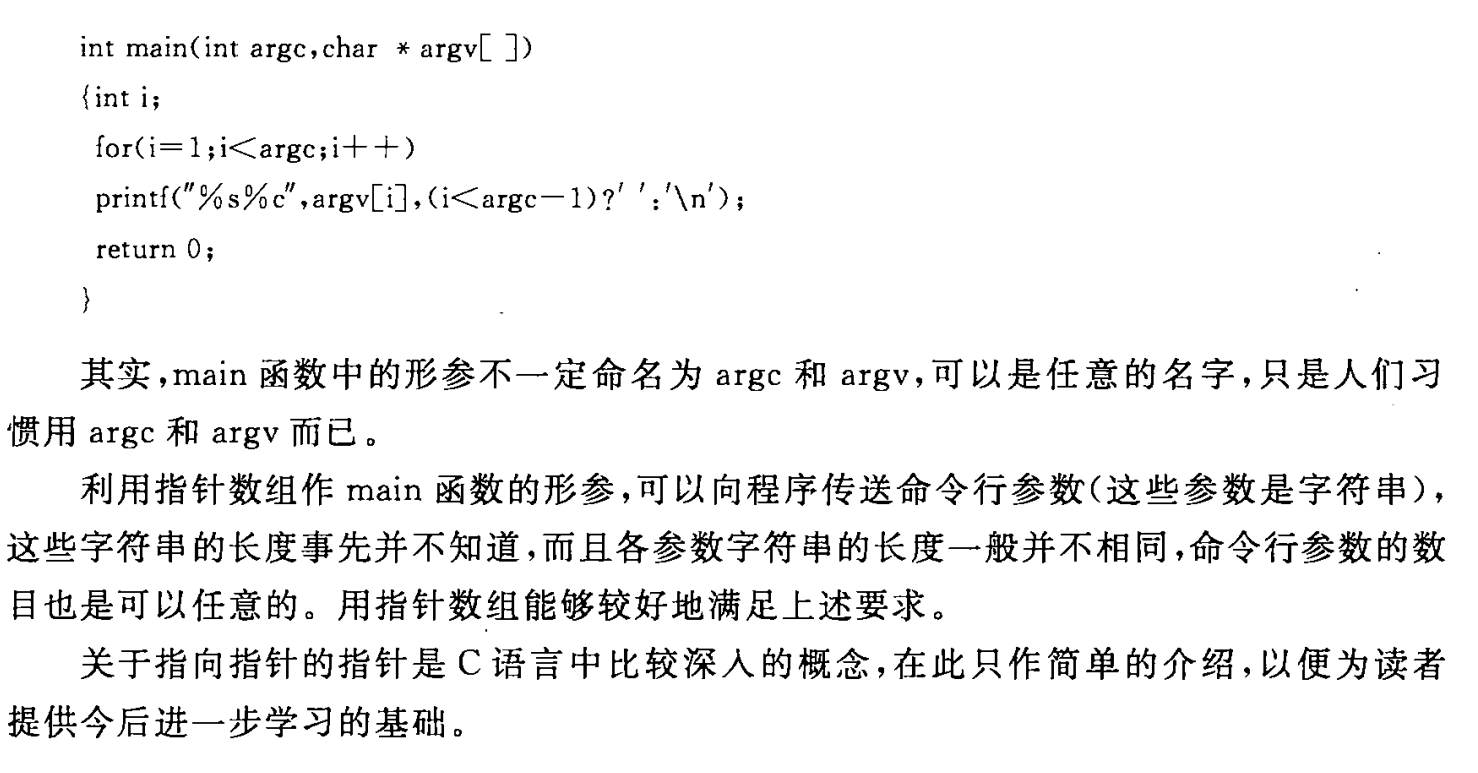 int main(int argc,char * argv[ ])
{int i;
for(i=1;i<argc;i++)
printf("%s%c",argv[i],(i<argc-1)?' ':'\n');
return 0;
}
其实,main 函数中的形参不一定命名为 argc 和 argv,可以是任意的名字,只是人们习
惯用 argc 和 argv 而已。
利用指针数组作 main 函数的形参,可以向程序传送命令行参数(这些参数是字符串),
这些字符串的长度事先并不知道,而且各参数字符串的长度一般并不相同,命令行参数的数
目也是可以任意的。用指针数组能够较好地满足上述要求。
关于指向指针的指针是 C 语言中比较深入的概念,在此只作简单的介绍,以便为读者
提供今后进一步学习的基础。